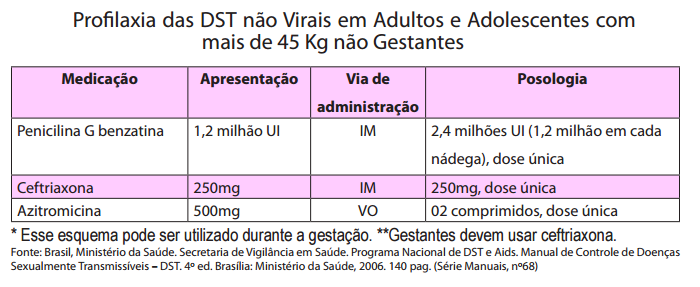 Profilaxia das DST não Virais em Adultos e Adolescentes com
mais de 45 Kg não Gestantes
Medicação Apresentação Via de administração Posologia
Penicilina G benzatina 1,2 milhão UI IM 2,4 milhões UI (1,2 milhão em cada nádega), dose única
Ceftriaxona 250mg IM 250mg, dose única
Azitromicina 500mg VO 02 comprimidos, dose única
* Esse esquema pode ser utilizado durante a gestação. **Gestantes devem usar ceftriaxona.
Fonte: Brasil, Ministério da Saúde. Secretaria de Vigilância em Saúde. Programa Nacional de DST e Aids. Manual de Controle de Doenças
Sexualmente Transmissíveis – DST. 4º ed. Brasília: Ministério da Saúde, 2006. 140 pag. (Série Manuais, nº68)